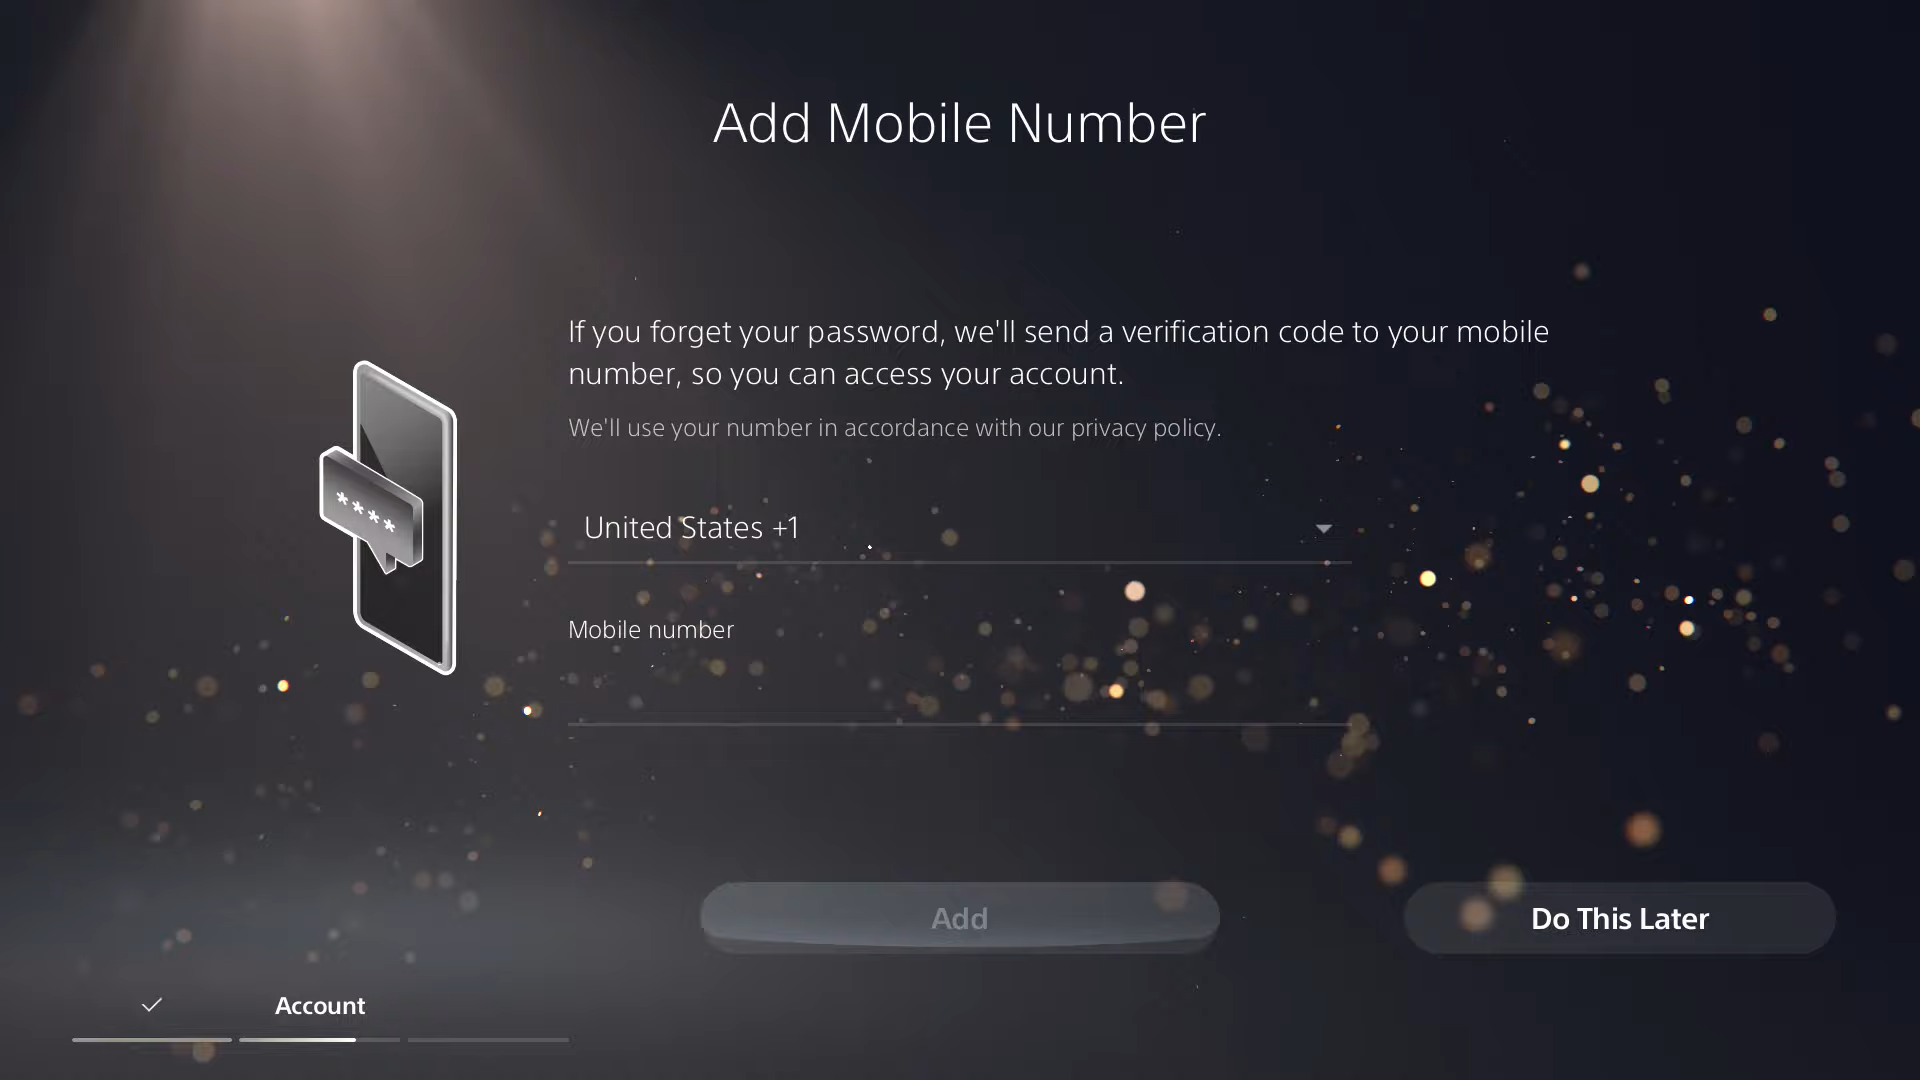 Add Mobile Number
If you forget your password, we'll send a verification code to your mobile
number, so you can access your account.
We'll use your number in accordance with our privacy policy.
****
United States +1
Mobile number
Add
Do This Later
Account